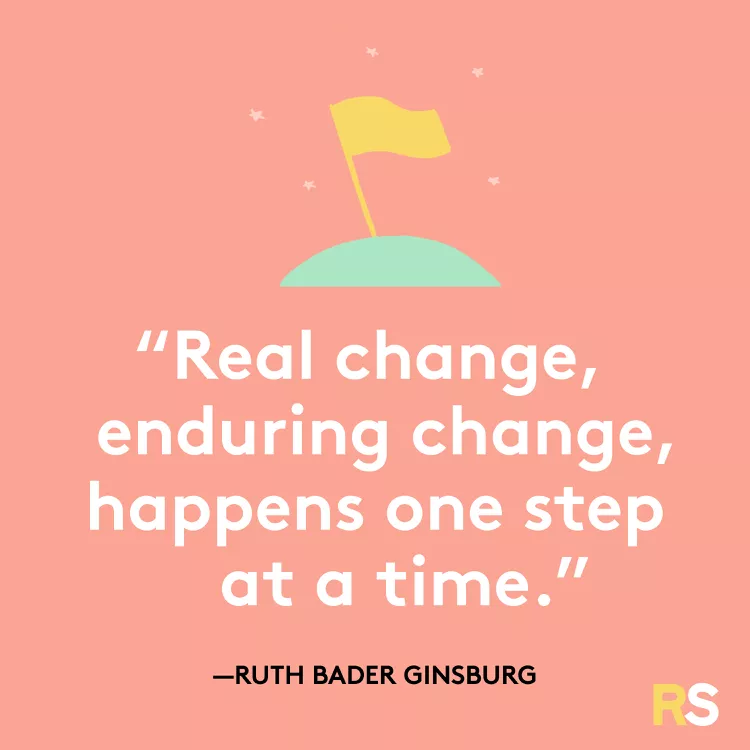 “Real change,
enduring change,
happens one step
at a time.”
—RUTH BADER GINSBURG
RS